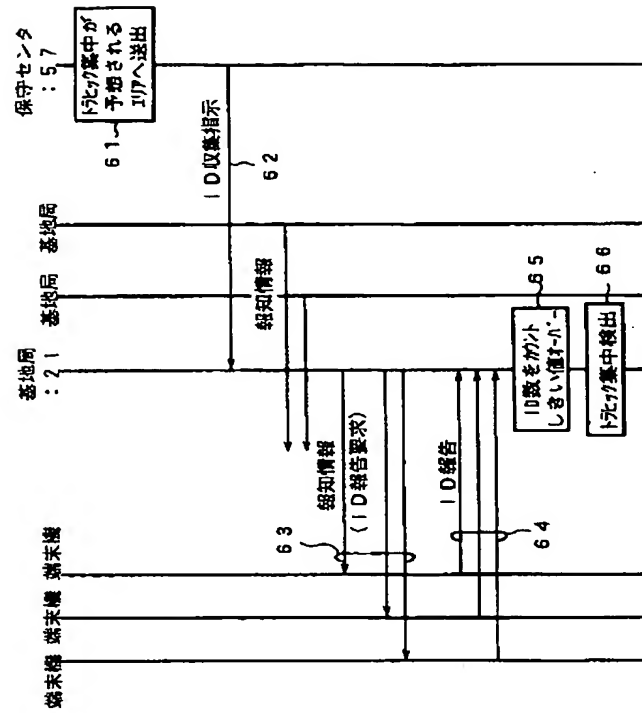 端末機
端末機
端末機
基地局
:21
基地局
基地局
保守センタ
:57
トラヒック集中が
予想される
エリアへ送出
61
ID収集指示
62
報知情報
報知情報
(ID報告要求)
63
ID報告
64
ID数をカウント
しきい値オーバー
65
トラヒック集中検出
66